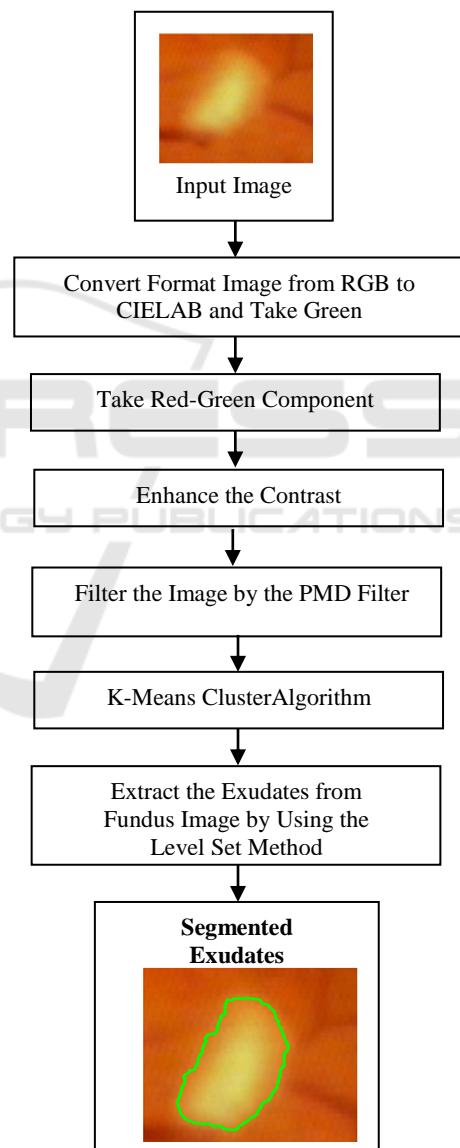 Input Image
Convert Format Image from RGB to
CIELAB and Take Green
Take Red-Green Component
Enhance the Contrast
Filter the Image by the PMD Filter
K-Means ClusterAlgorithm
Extract the Exudates from
Fundus Image by Using the
Level Set Method
Segmented
Exudates